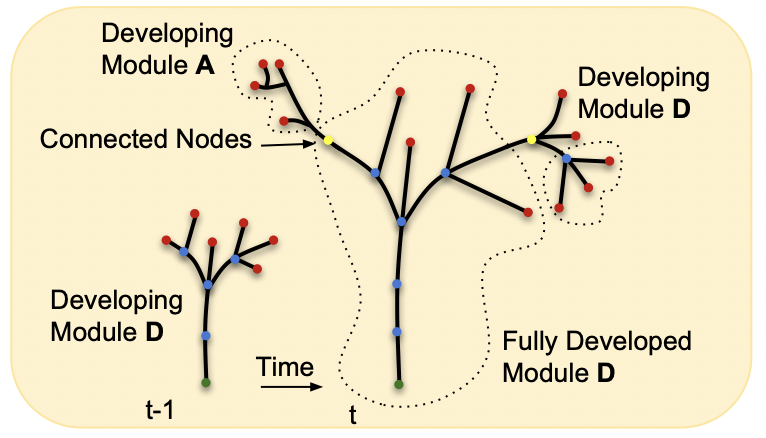 Developing
Module A
Developing
Module D
Connected Nodes
Developing
Module D
Fully Developed
Module D
Time
t-1
t